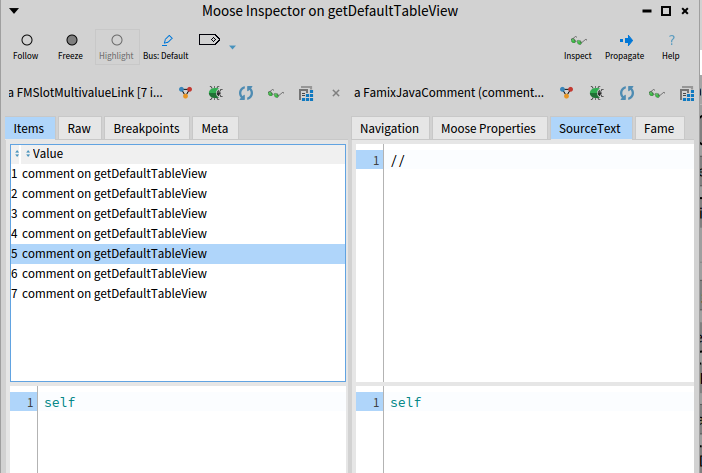 Moose Inspector on getDefaultTableView
Follow Freeze Highlight Bus: Default Inspect Propagate Help
a FMSlotMultivalueLink [7 i...
Items Raw Breakpoints Meta
Value
1 comment on getDefaultTableView
2 comment on getDefaultTableView
3 comment on getDefaultTableView
4 comment on getDefaultTableView
5 comment on getDefaultTableView
6 comment on getDefaultTableView
7 comment on getDefaultTableView
1 self
a FamixJavaComment (comment...
Navigation Moose Properties SourceText Fame
1 //
1 self